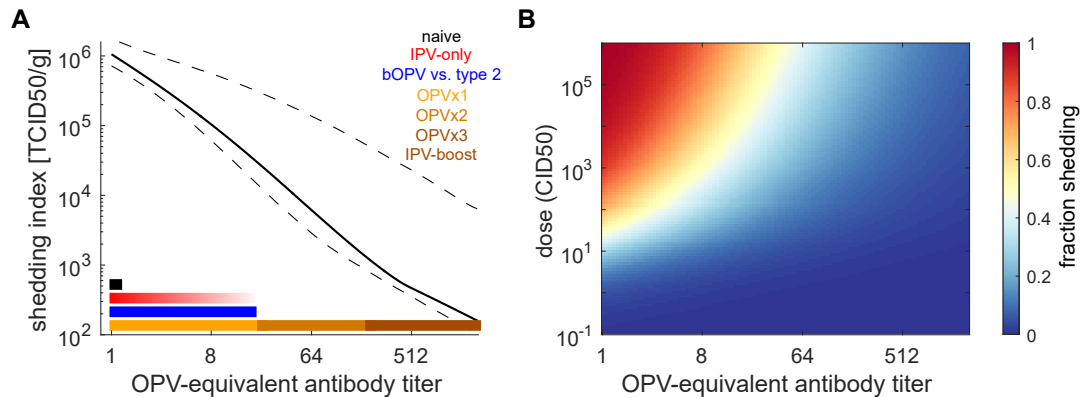 A
shedding index [TCID50/g]
10^6
10^5
10^4
10^3
10^2
naive
IPV-only
bOPV vs. type 2
OPVx1
OPVx2
OPVx3
IPV-boost
1
8
64
512
OPV-equivalent antibody titer
B
dose (CID50)
10^5
10^3
10^1
10^-1
1
8
64
512
OPV-equivalent antibody titer
1
0.8
0.6
0.4
0.2
0
fraction shedding